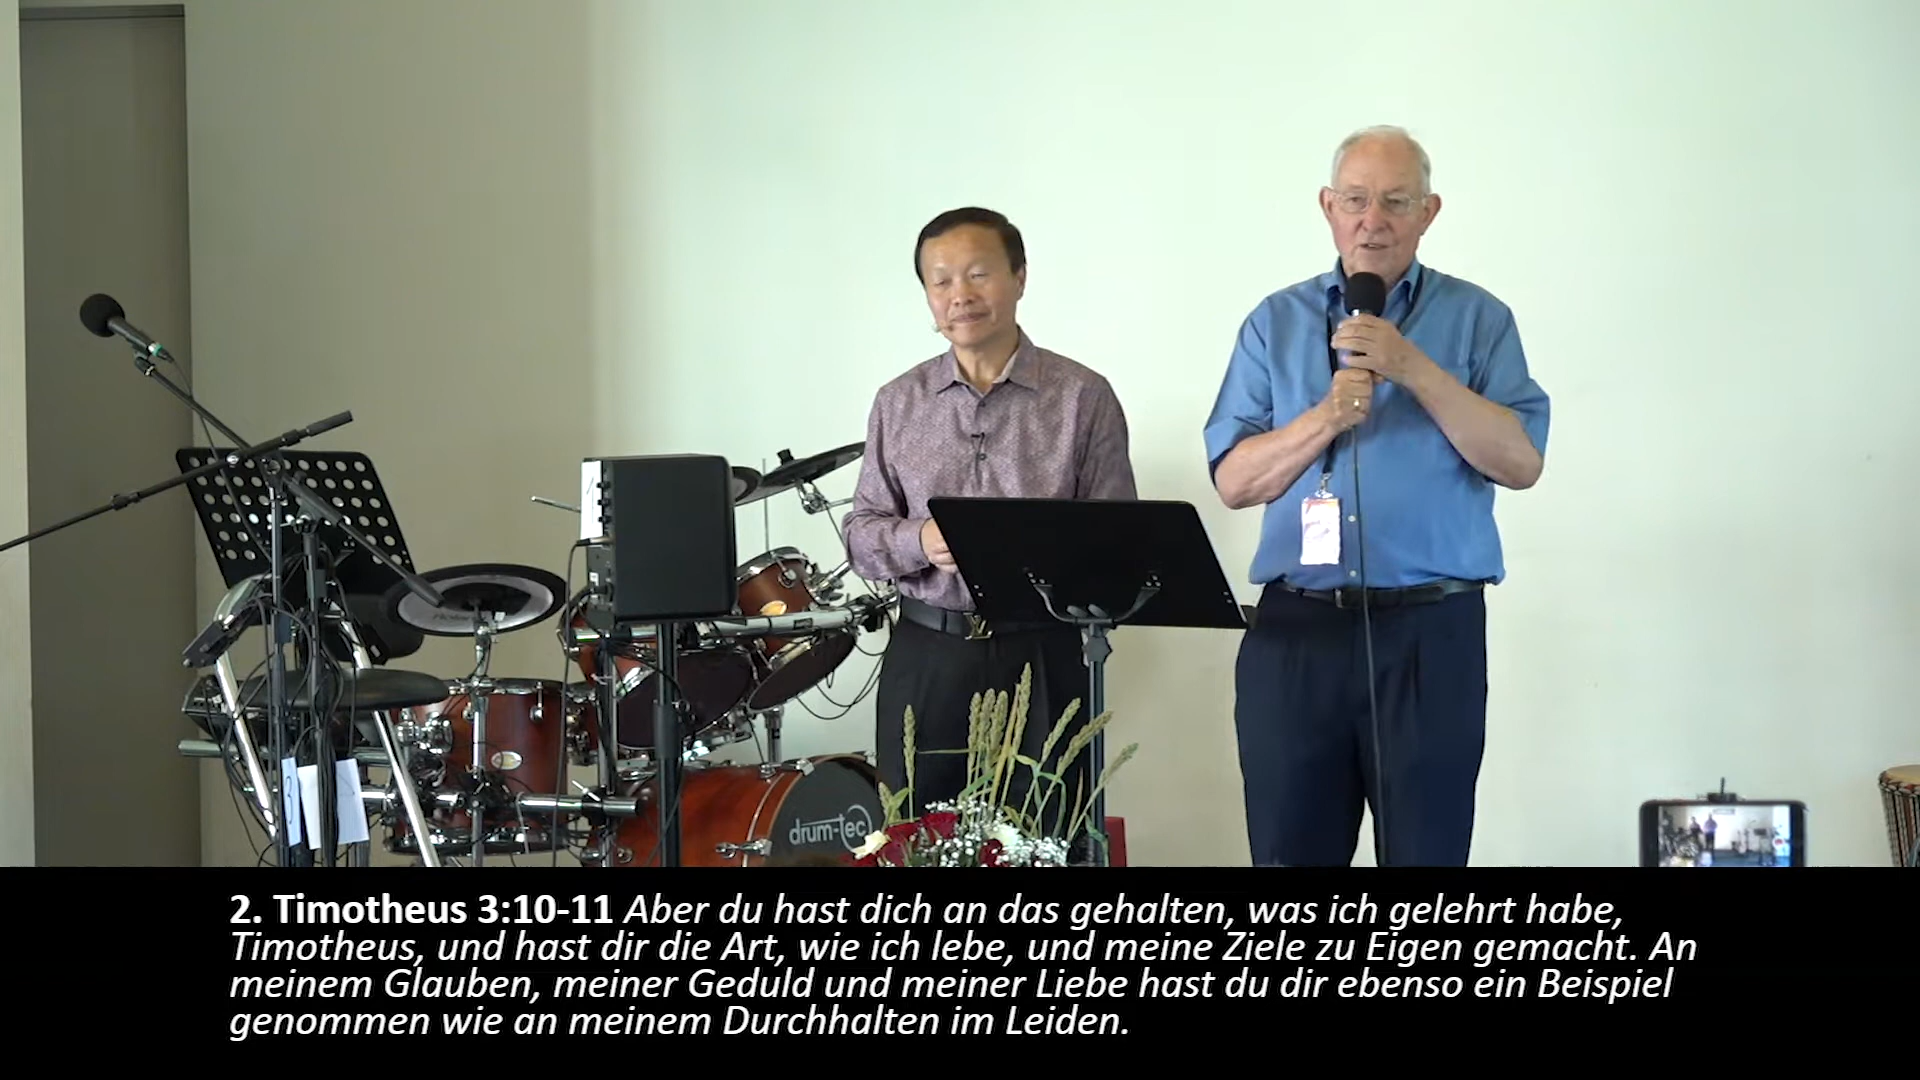 drum-tec
2. Timotheus 3:10-11 Aber du hast dich an das gehalten, was ich gelehrt habe,
Timotheus, und hast dir die Art, wie ich lebe, und meine Ziele zu Eigen gemacht. An
meinem Glauben, meiner Geduld und meiner Liebe hast du dir ebenso ein Beispiel
genommen wie an meinem Durchhalten im Leiden.